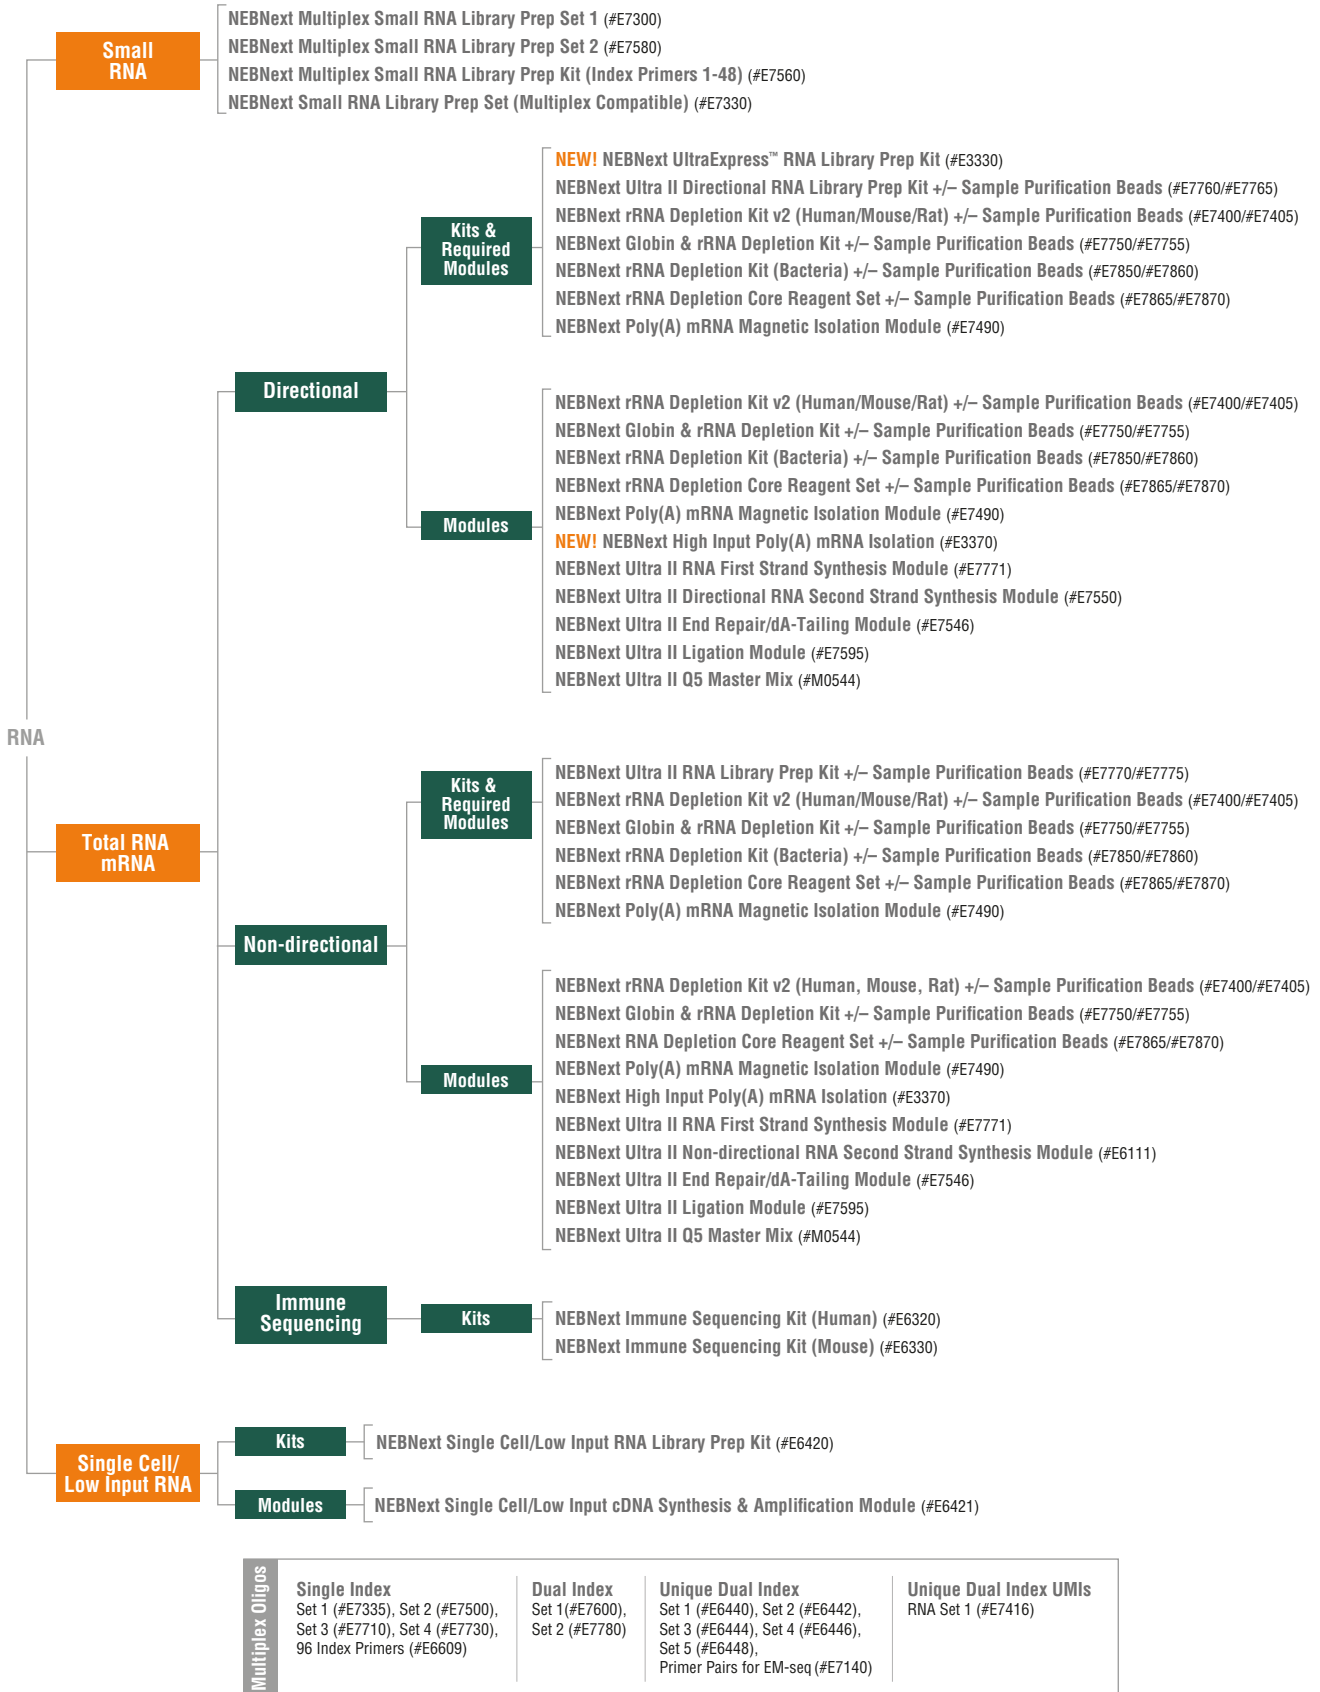 NEBNext Multiplex Small RNA Library Prep Set 1 (#E7300)
NEBNext Multiplex Small RNA Library Prep Set 2 (#E7580)
Small
RNA
NEBNext Multiplex Small RNA Library Prep Kit (Index Primers 1-48) (#E7560)
NEBNext Small RNA Library Prep Set (Multiplex Compatible) (#E7330)
NEW! NEBNext UltraExpress™ RNA Library Prep Kit (#E3330)
NEBNext Ultra II Directional RNA Library Prep Kit +/– Sample Purification Beads (#E7760/#E7765)
NEBNext rRNA Depletion Kit v2 (Human/Mouse/Rat) +/– Sample Purification Beads (#E7400/#E7405)
Kits &
Required
Modules
NEBNext Globin & rRNA Depletion Kit +/– Sample Purification Beads (#E7750/#E7755)
NEBNext rRNA Depletion Kit (Bacteria) +/– Sample Purification Beads (#E7850/#E7860)
NEBNext rRNA Depletion Core Reagent Set +/– Sample Purification Beads (#E7865/#E7870)
NEBNext Poly(A) mRNA Magnetic Isolation Module (#E7490)
Directional
NEBNext rRNA Depletion Kit v2 (Human/Mouse/Rat) +/– Sample Purification Beads (#E7400/#E7405)
NEBNext Globin & rRNA Depletion Kit +/– Sample Purification Beads (#E7750/#E7755)
NEBNext rRNA Depletion Kit (Bacteria) +/– Sample Purification Beads (#E7850/#E7860)
NEBNext rRNA Depletion Core Reagent Set +/– Sample Purification Beads (#E7865/#E7870)
NEBNext Poly(A) mRNA Magnetic Isolation Module (#E7490)
Modules
NEW! NEBNext High Input Poly(A) mRNA Isolation (#E3370)
NEBNext Ultra II RNA First Strand Synthesis Module (#E7771)
NEBNext Ultra II Directional RNA Second Strand Synthesis Module (#E7550)
NEBNext Ultra II End Repair/dA-Tailing Module (#E7546)
NEBNext Ultra II Ligation Module (#E7595)
NEBNext Ultra II Q5 Master Mix (#M0544)
RNA
Total RNA
mRNA
Kits &
Required
Modules
NEBNext Ultra II RNA Library Prep Kit +/– Sample Purification Beads (#E7770/#E7775)
NEBNext rRNA Depletion Kit v2 (Human/Mouse/Rat) +/– Sample Purification Beads (#E7400/#E7405)
NEBNext Globin & rRNA Depletion Kit +/– Sample Purification Beads (#E7750/#E7755)
NEBNext rRNA Depletion Kit (Bacteria) +/– Sample Purification Beads (#E7850/#E7860)
NEBNext rRNA Depletion Core Reagent Set +/– Sample Purification Beads (#E7865/#E7870)
NEBNext Poly(A) mRNA Magnetic Isolation Module (#E7490)
Non-directional
NEBNext rRNA Depletion Kit v2 (Human, Mouse, Rat) +/– Sample Purification Beads (#E7400/#E7405)
NEBNext Globin & rRNA Depletion Kit +/– Sample Purification Beads (#E7750/#E7755)
NEBNext RNA Depletion Core Reagent Set +/– Sample Purification Beads (#E7865/#E7870)
NEBNext Poly(A) mRNA Magnetic Isolation Module (#E7490)
Modules
NEBNext High Input Poly(A) mRNA Isolation (#E3370)
NEBNext Ultra II RNA First Strand Synthesis Module (#E7771)
NEBNext Ultra II Non-directional RNA Second Strand Synthesis Module (#E6111)
NEBNext Ultra II End Repair/dA-Tailing Module (#E7546)
NEBNext Ultra II Ligation Module (#E7595)
NEBNext Ultra II Q5 Master Mix (#M0544)
Immune
Sequencing
Kits
NEBNext Immune Sequencing Kit (Human) (#E6320)
NEBNext Immune Sequencing Kit (Mouse) (#E6330)
Single Cell/
Low Input RNA
Kits
NEBNext Single Cell/Low Input RNA Library Prep Kit (#E6420)
Modules
NEBNext Single Cell/Low Input cDNA Synthesis & Amplification Module (#E6421)
Multiplex Oligos
Single Index
Set 1 (#E7335), Set 2 (#E7500),
Set 3 (#E7710), Set 4 (#E7730),
96 Index Primers (#E6609)
Dual Index
Set 1(#E7600),
Set 2 (#E7780)
Unique Dual Index
Set 1 (#E6440), Set 2 (#E6442),
Set 3 (#E6444), Set 4 (#E6446),
Set 5 (#E6448),
Primer Pairs for EM-seq (#E7140)
Unique Dual Index UMIs
RNA Set 1 (#E7416)